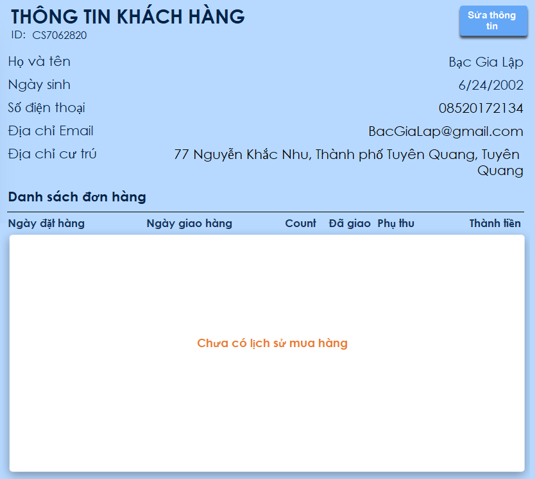 THÔNG TIN KHÁCH HÀNG
Sửa thông
tin
ID: CS7062820
Họ và tên Bạc Gia Lập
Ngày sinh 6/24/2002
Số điện thoại 08520172134
Địa chỉ Email BacGiaLap@gmail.com
Địa chỉ cư trú 77 Nguyễn Khắc Nhu, Thành phố Tuyên Quang, Tuyên
Quang
Danh sách đơn hàng
Ngày đặt hàng Ngày giao hàng Count Đã giao Phụ thu Thành tiền
Chưa có lịch sử mua hàng